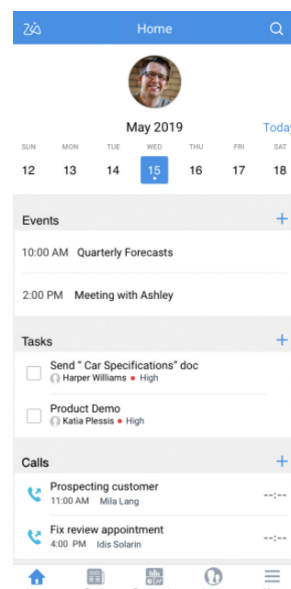 Zia
Home
May 2019
Today
SUN MON TUE WED THU FRI SAT
12 13 14 15 16 17 18
Events +
10:00 AM Quarterly Forecasts
2:00 PM Meeting with Ashley
Tasks +
Send “ Car Specifications” doc
Harper Williams • High
Product Demo
Katia Plessis • High
Calls +
Prospecting customer
11:00 AM Mila Lang --:--
Fix review appointment
4:00 PM Idis Solarin --:--